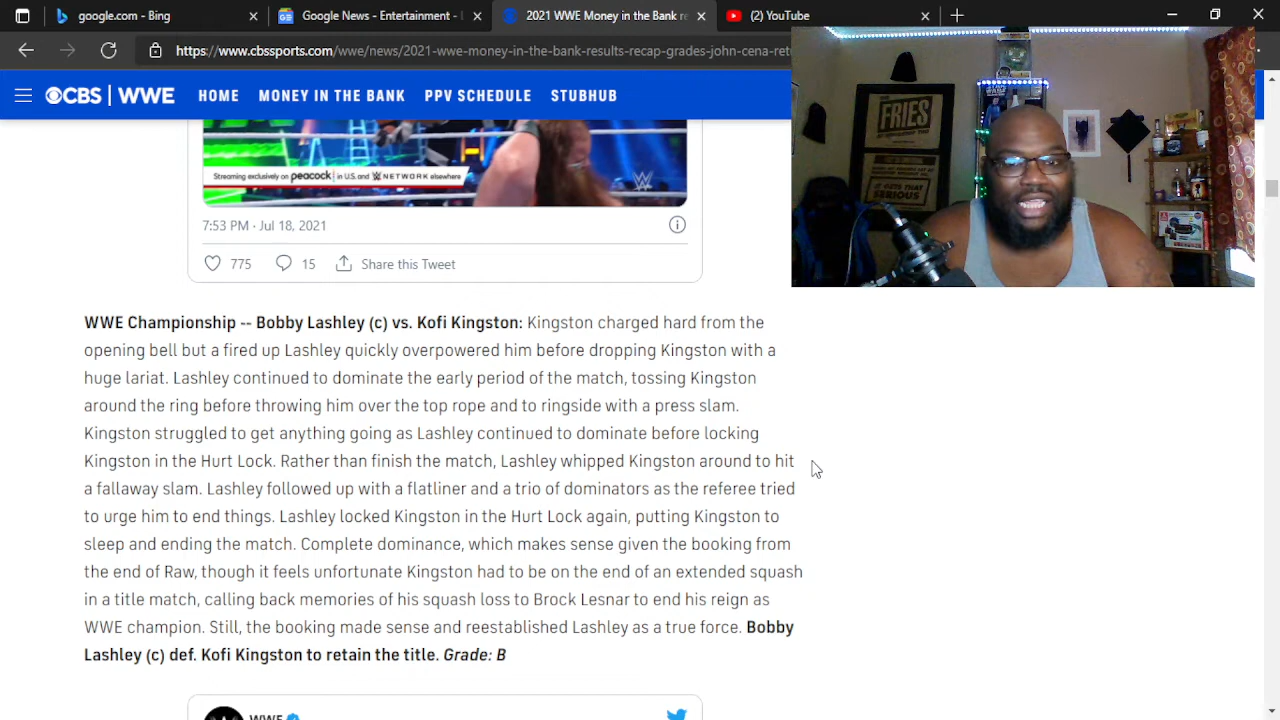 google.com - Bing
Google News - Entertainment - L
2021 WWE Money in the Bank re
(2) YouTube
https://www.cbssports.com/wwe/news/2021-wwe-money-in-the-bank-results-recap-grades-john-cena-ret
CBS | WWE HOME MONEY IN THE BANK PPV SCHEDULE STUBHUB
FRIES
Streaming exclusively on peacock in U.S. and WWE NETWORK elsewhere
7:53 PM · Jul 18, 2021
775 15 Share this Tweet
WWE Championship -- Bobby Lashley (c) vs. Kofi Kingston: Kingston charged hard from the
opening bell but a fired up Lashley quickly overpowered him before dropping Kingston with a
huge lariat. Lashley continued to dominate the early period of the match, tossing Kingston
around the ring before throwing him over the top rope and to ringside with a press slam.
Kingston struggled to get anything going as Lashley continued to dominate before locking
Kingston in the Hurt Lock. Rather than finish the match, Lashley whipped Kingston around to hit
a fallaway slam. Lashley followed up with a flatliner and a trio of dominators as the referee tried
to urge him to end things. Lashley locked Kingston in the Hurt Lock again, putting Kingston to
sleep and ending the match. Complete dominance, which makes sense given the booking from
the end of Raw, though it feels unfortunate Kingston had to be on the end of an extended squash
in a title match, calling back memories of his squash loss to Brock Lesnar to end his reign as
WWE champion. Still, the booking made sense and reestablished Lashley as a true force. Bobby
Lashley (c) def. Kofi Kingston to retain the title. Grade: B
WWE